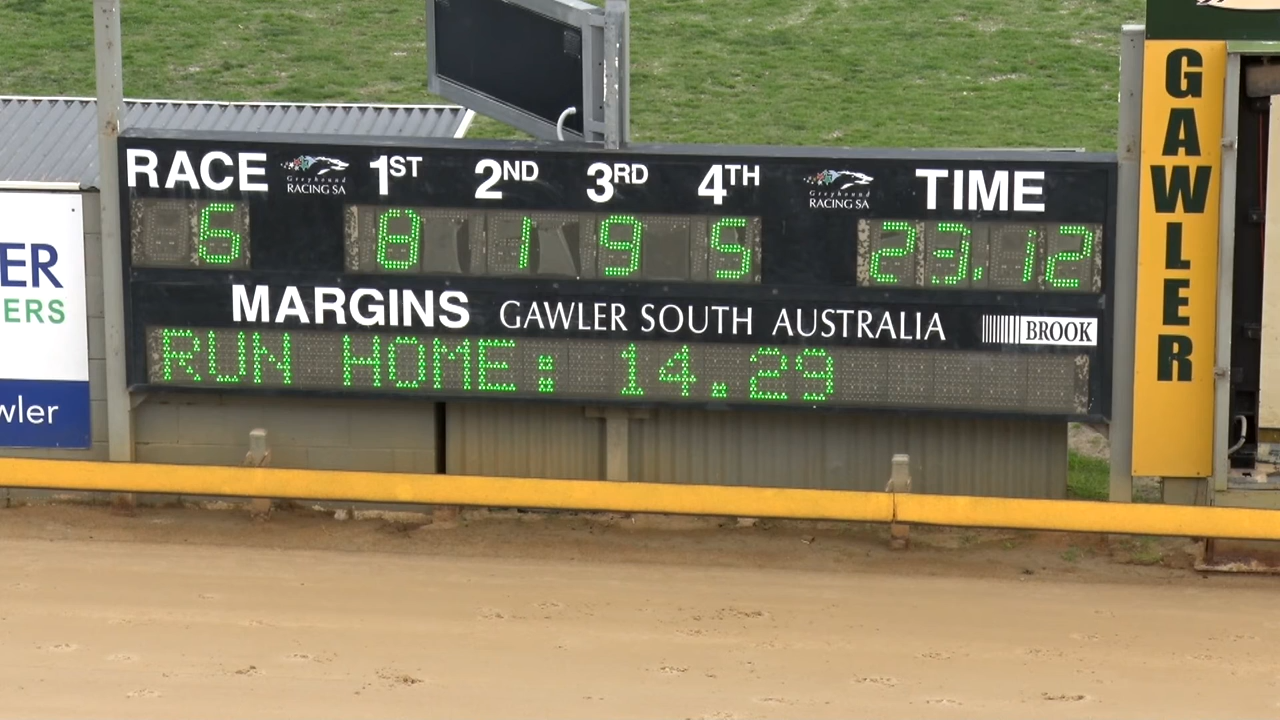 RACE Greyhound RACING SA 1ST 2ND 3RD 4TH Greyhound RACING SA TIME
6 8 1 9 5 23.12
MARGINS GAWLER SOUTH AUSTRALIA BROOK
RUN HOME: 14.29
GAWLER
ER
ERS
wler